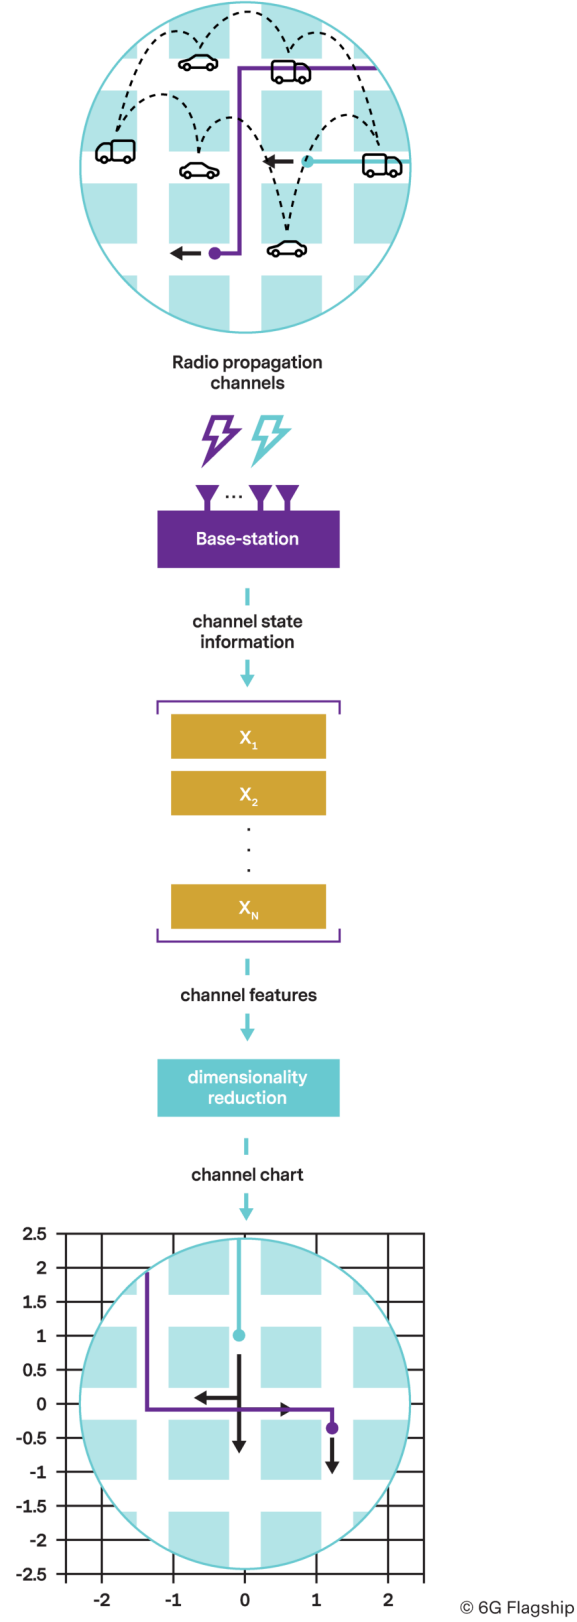 Radio propagation
channels
...
Base-station
channel state
information
X₁
X₂
.
.
.
X_N
channel features
dimensionality
reduction
channel chart
2.5
2
1.5
1
0.5
0
-0.5
-1
-1.5
-2
-2.5
-2 -1 0 1 2
© 6G Flagship